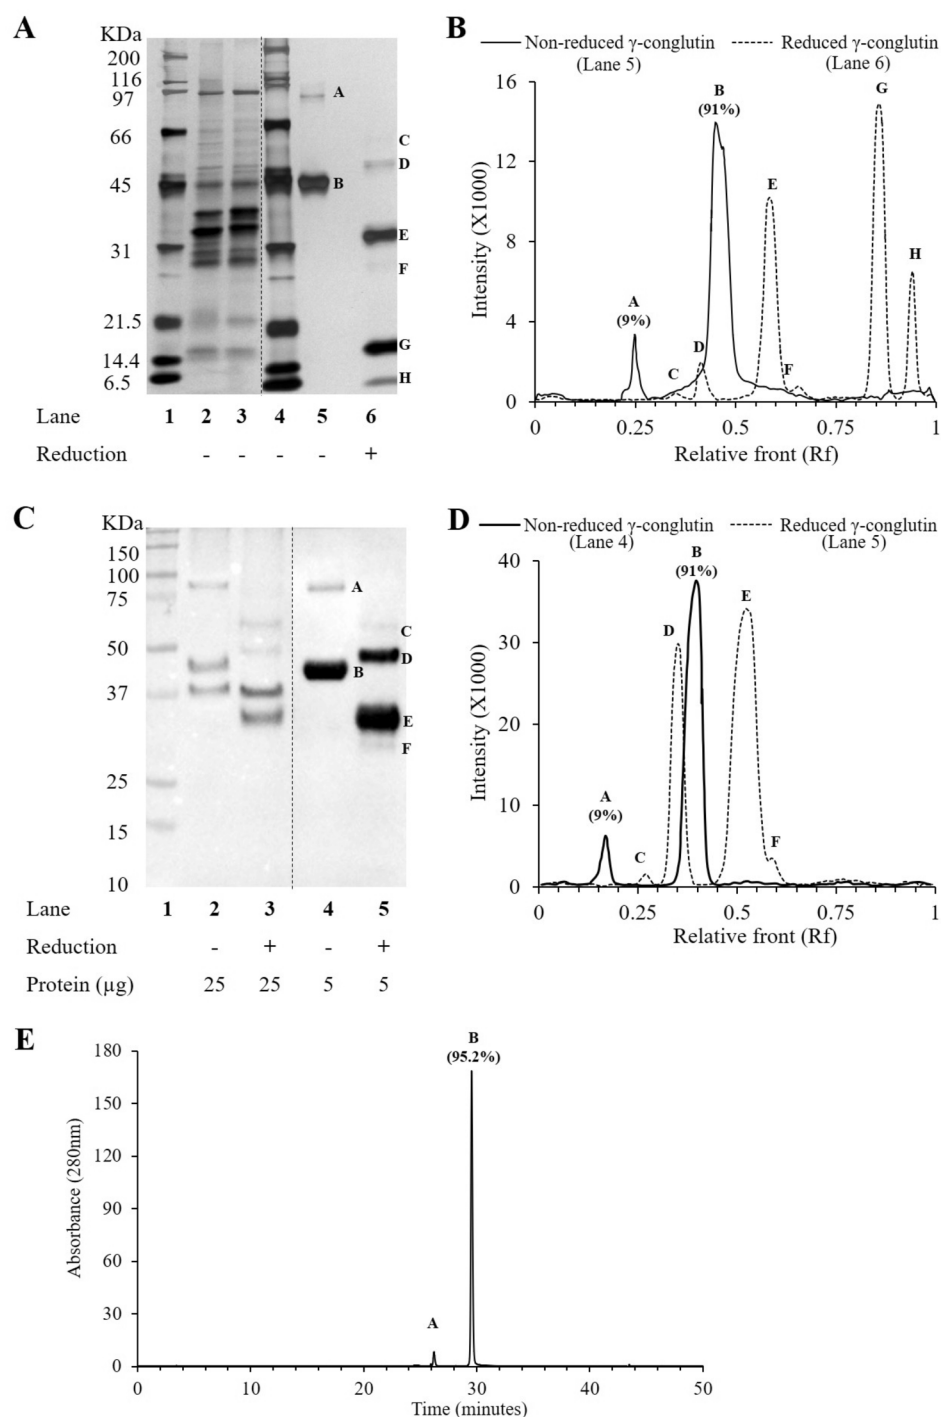 A
KDa
200
116
97
66
45
31
21.5
14.4
6.5
A
B
C
D
E
F
G
H
Lane 1 2 3 4 5 6
Reduction - - - - +
B
Non-reduced γ-conglutin
(Lane 5)
Reduced γ-conglutin
(Lane 6)
Intensity (X1000)
16
12
8
4
0
A
(9%)
B
(91%)
C
D
E
F
G
H
0 0.25 0.5 0.75 1
Relative front (Rf)
C
KDa
150
100
75
50
37
25
15
10
A
B
C
D
E
F
Lane 1 2 3 4 5
Reduction - + - +
Protein (µg) 25 25 5 5
D
Non-reduced γ-conglutin
(Lane 4)
Reduced γ-conglutin
(Lane 5)
Intensity (X1000)
40
30
20
10
0
A
(9%)
B
(91%)
C
D
E
F
0 0.25 0.5 0.75 1
Relative front (Rf)
E
Absorbance (280nm)
180
150
120
90
60
30
0
A
B
(95.2%)
0 10 20 30 40 50
Time (minutes)